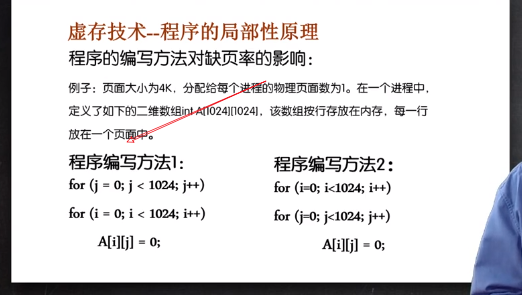 虚存技术--程序的局部性原理
程序的编写方法对缺页率的影响：
例子：页面大小为4K，分配给每个进程的物理页面数为1。在一个进程中，
定义了如下的二维数组int A[1024][1024]，该数组按行存放在内存，每一行
放在一个页面中。
程序编写方法1：
for (j = 0; j < 1024; j++)
for (i = 0; i < 1024; i++)
A[i][j] = 0;
程序编写方法2：
for (i=0; i<1024; i++)
for (j=0; j<1024; j++)
A[i][j] = 0;